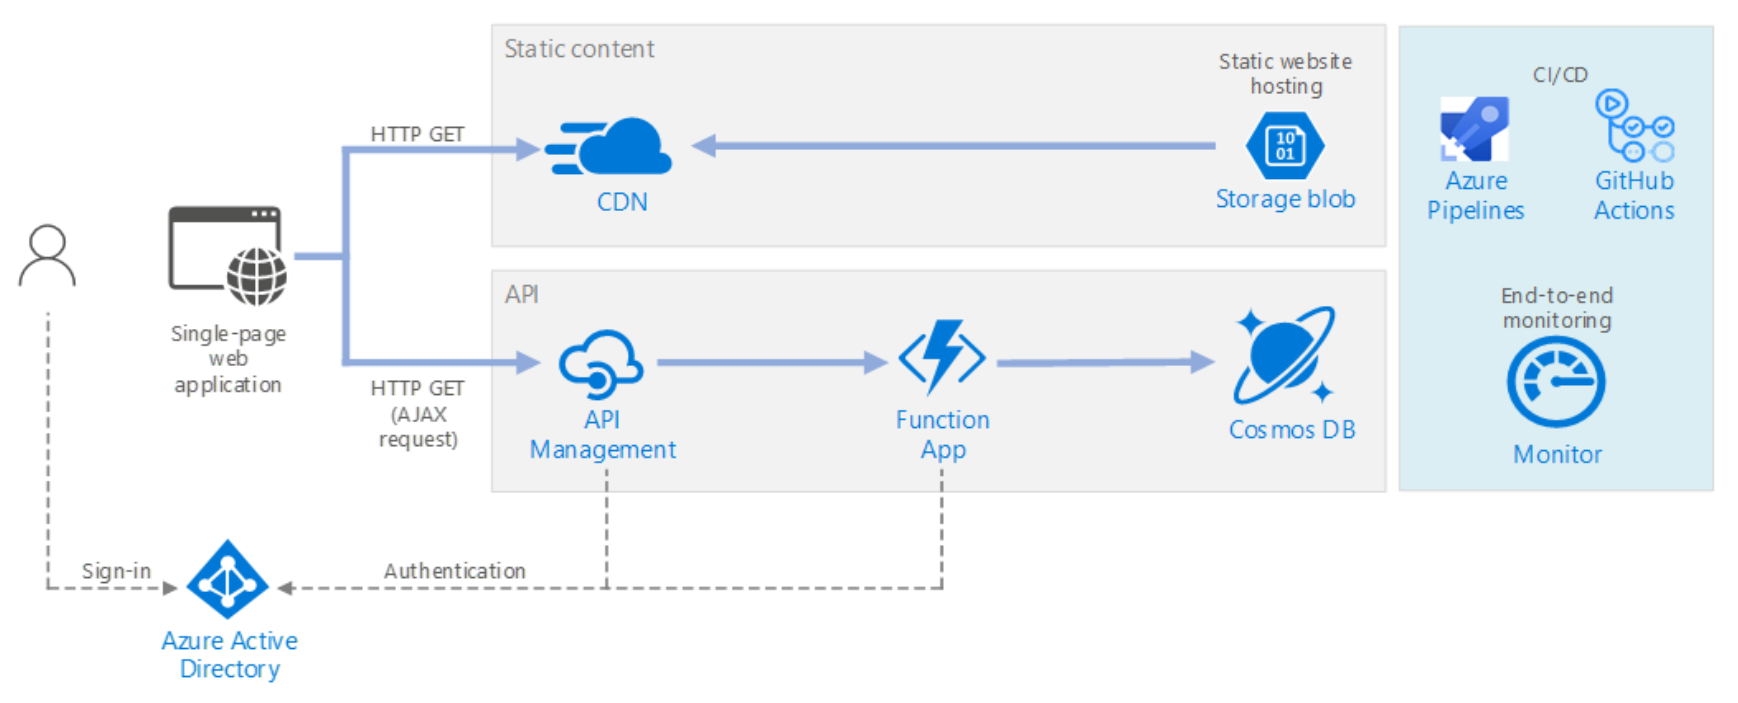 Static content
Static website
hosting
CI/CD
HTTP GET
10
01
CDN
Storage blob
Azure
Pipelines
GitHub
Actions
Single-page
web
application
API
HTTP GET
(AJAX
request)
API
Management
Function
App
Cosmos DB
End-to-end
monitoring
Monitor
Sign-in
Authentication
Azure Active
Directory